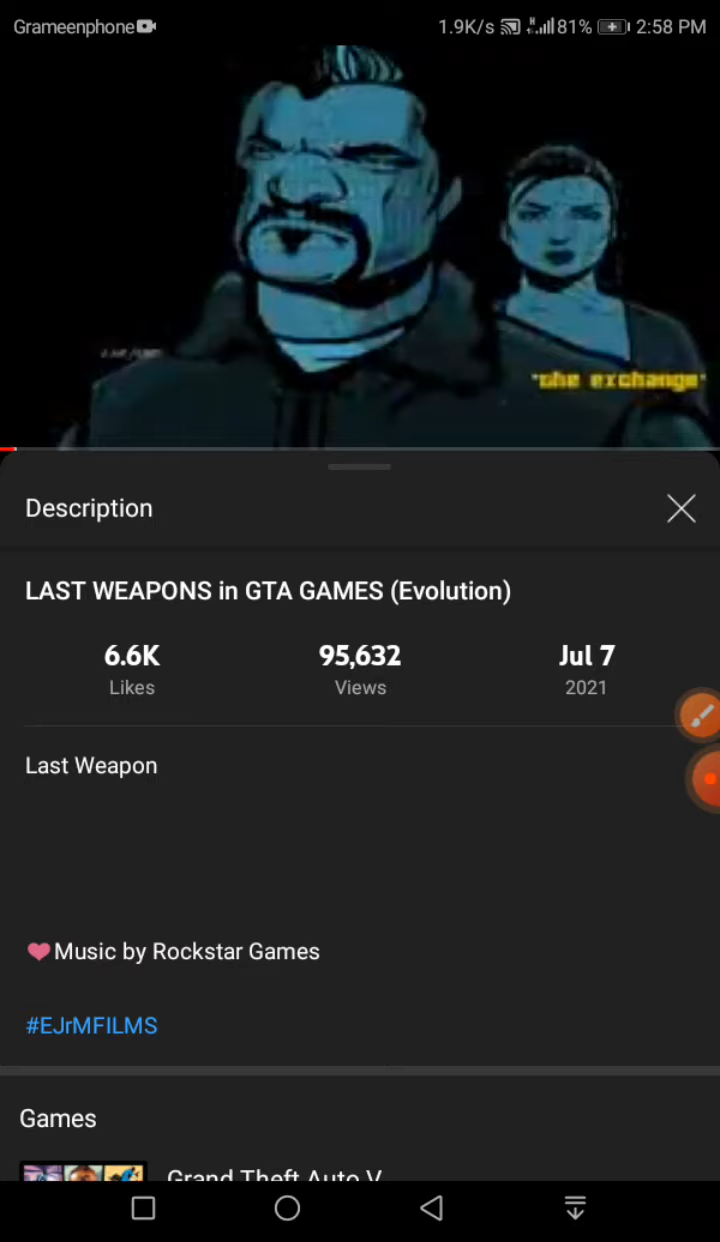 Grameenphone
1.9K/s 81% 2:58 PM
"the exchange"
Description
LAST WEAPONS in GTA GAMES (Evolution)
6.6K 95,632 Jul 7
Likes Views 2021
Last Weapon
Music by Rockstar Games
#EJrMFILMS
Games
Grand Theft Auto V